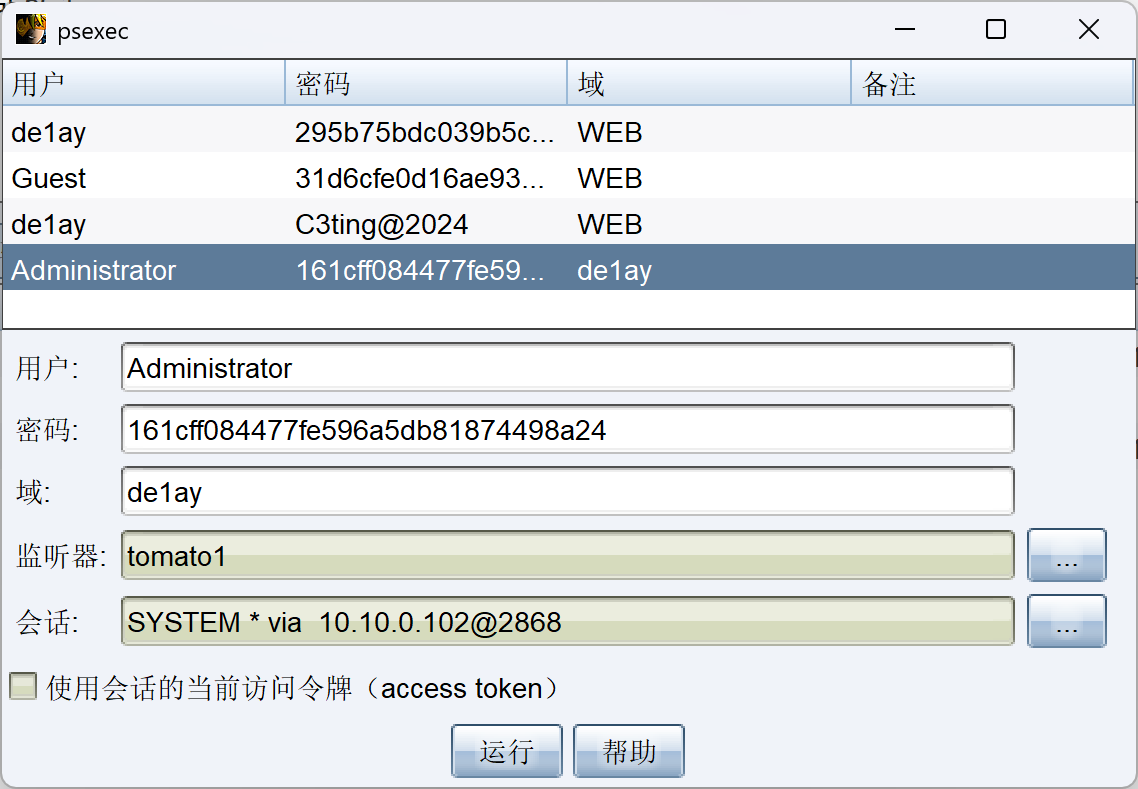 psexec
用户 密码 域 备注
de1ay 295b75bdc039b5c... WEB
Guest 31d6cfe0d16ae93... WEB
de1ay C3ting@2024 WEB
Administrator 161cff084477fe59... de1ay
用户: Administrator
密码: 161cff084477fe596a5db81874498a24
域: de1ay
监听器: tomato1 ...
会话: SYSTEM * via 10.10.0.102@2868 ...
使用会话的当前访问令牌（access token）
运行 帮助